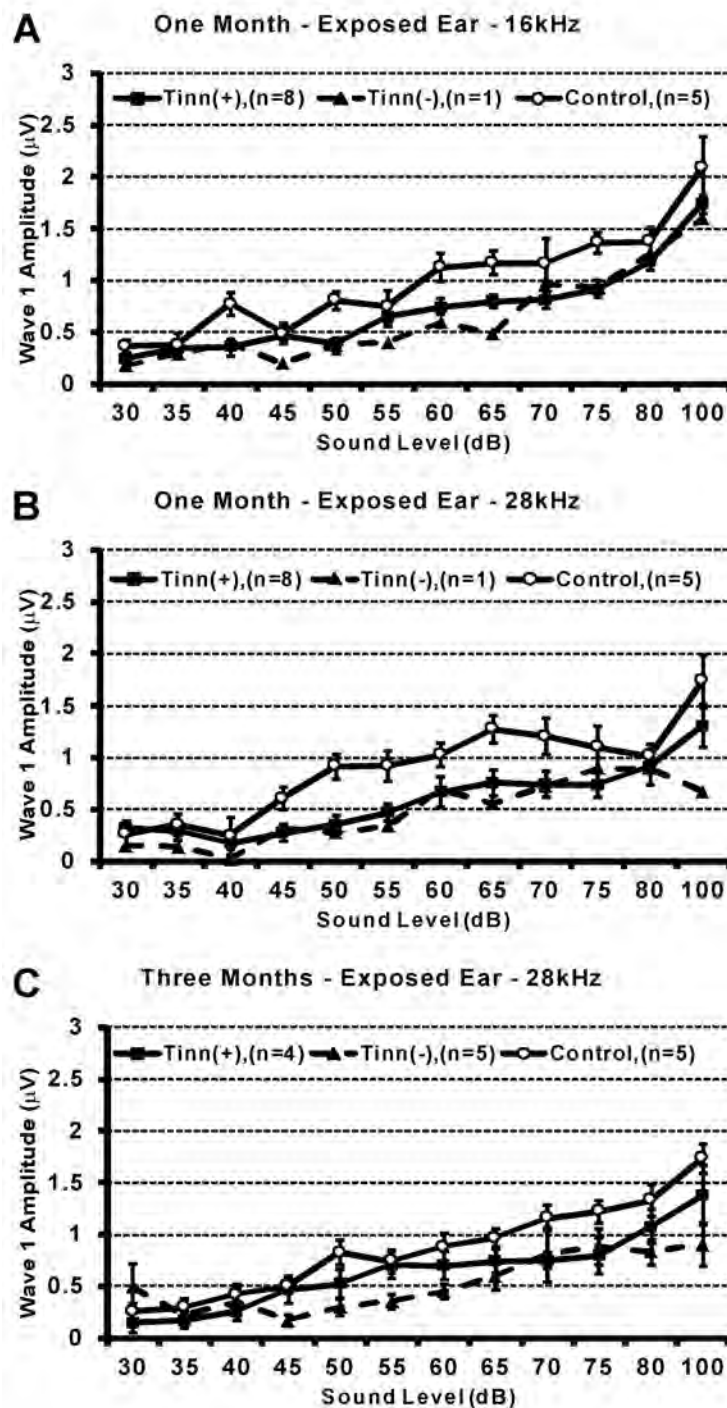 A
One Month - Exposed Ear - 16kHz
Wave 1 Amplitude (μV)
3
2.5
2
1.5
1
0.5
0
Tinn(+),(n=8) Tinn(-),(n=1) Control,(n=5)
30 35 40 45 50 55 60 65 70 75 80 100
Sound Level (dB)
B
One Month - Exposed Ear - 28kHz
Wave 1 Amplitude (μV)
3
2.5
2
1.5
1
0.5
0
Tinn(+),(n=8) Tinn(-),(n=1) Control,(n=5)
30 35 40 45 50 55 60 65 70 75 80 100
Sound Level (dB)
C
Three Months - Exposed Ear - 28kHz
Wave 1 Amplitude (μV)
3
2.5
2
1.5
1
0.5
0
Tinn(+),(n=4) Tinn(-),(n=5) Control,(n=5)
30 35 40 45 50 55 60 65 70 75 80 100
Sound Level (dB)